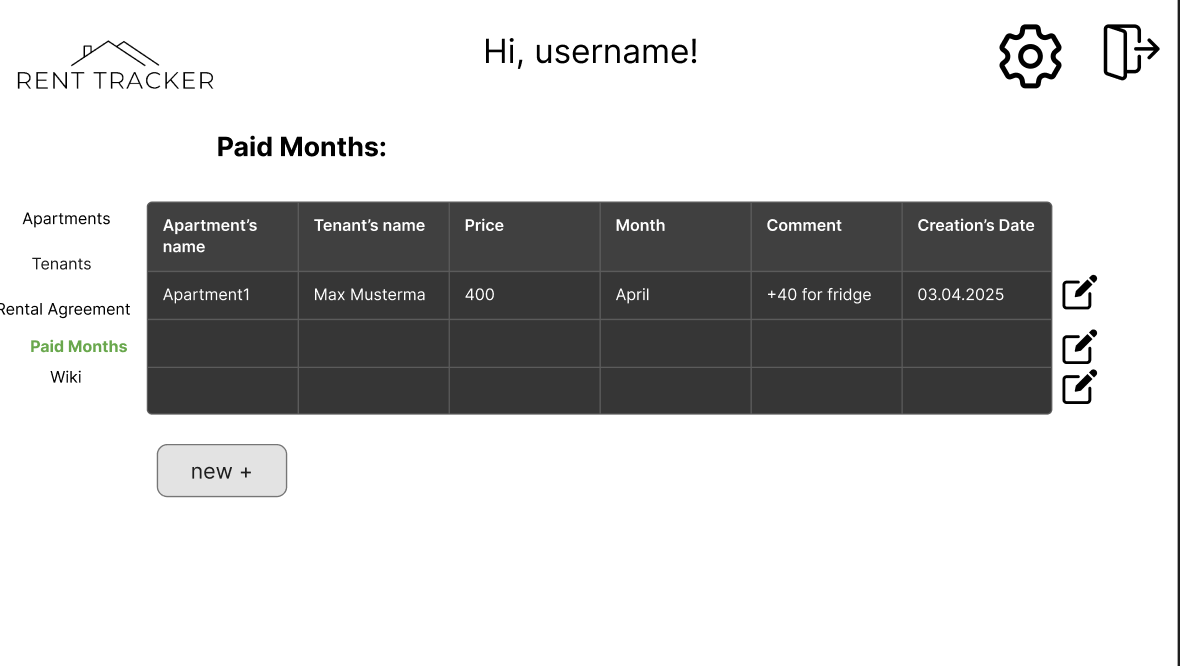 Hi, username!
RENT TRACKER
Paid Months:
Apartments
Tenants
Rental Agreement
Paid Months
Wiki
Apartment’s
name
Tenant’s name
Price
Month
Comment
Creation’s Date
Apartment1
Max Musterma
400
April
+40 for fridge
03.04.2025
new +